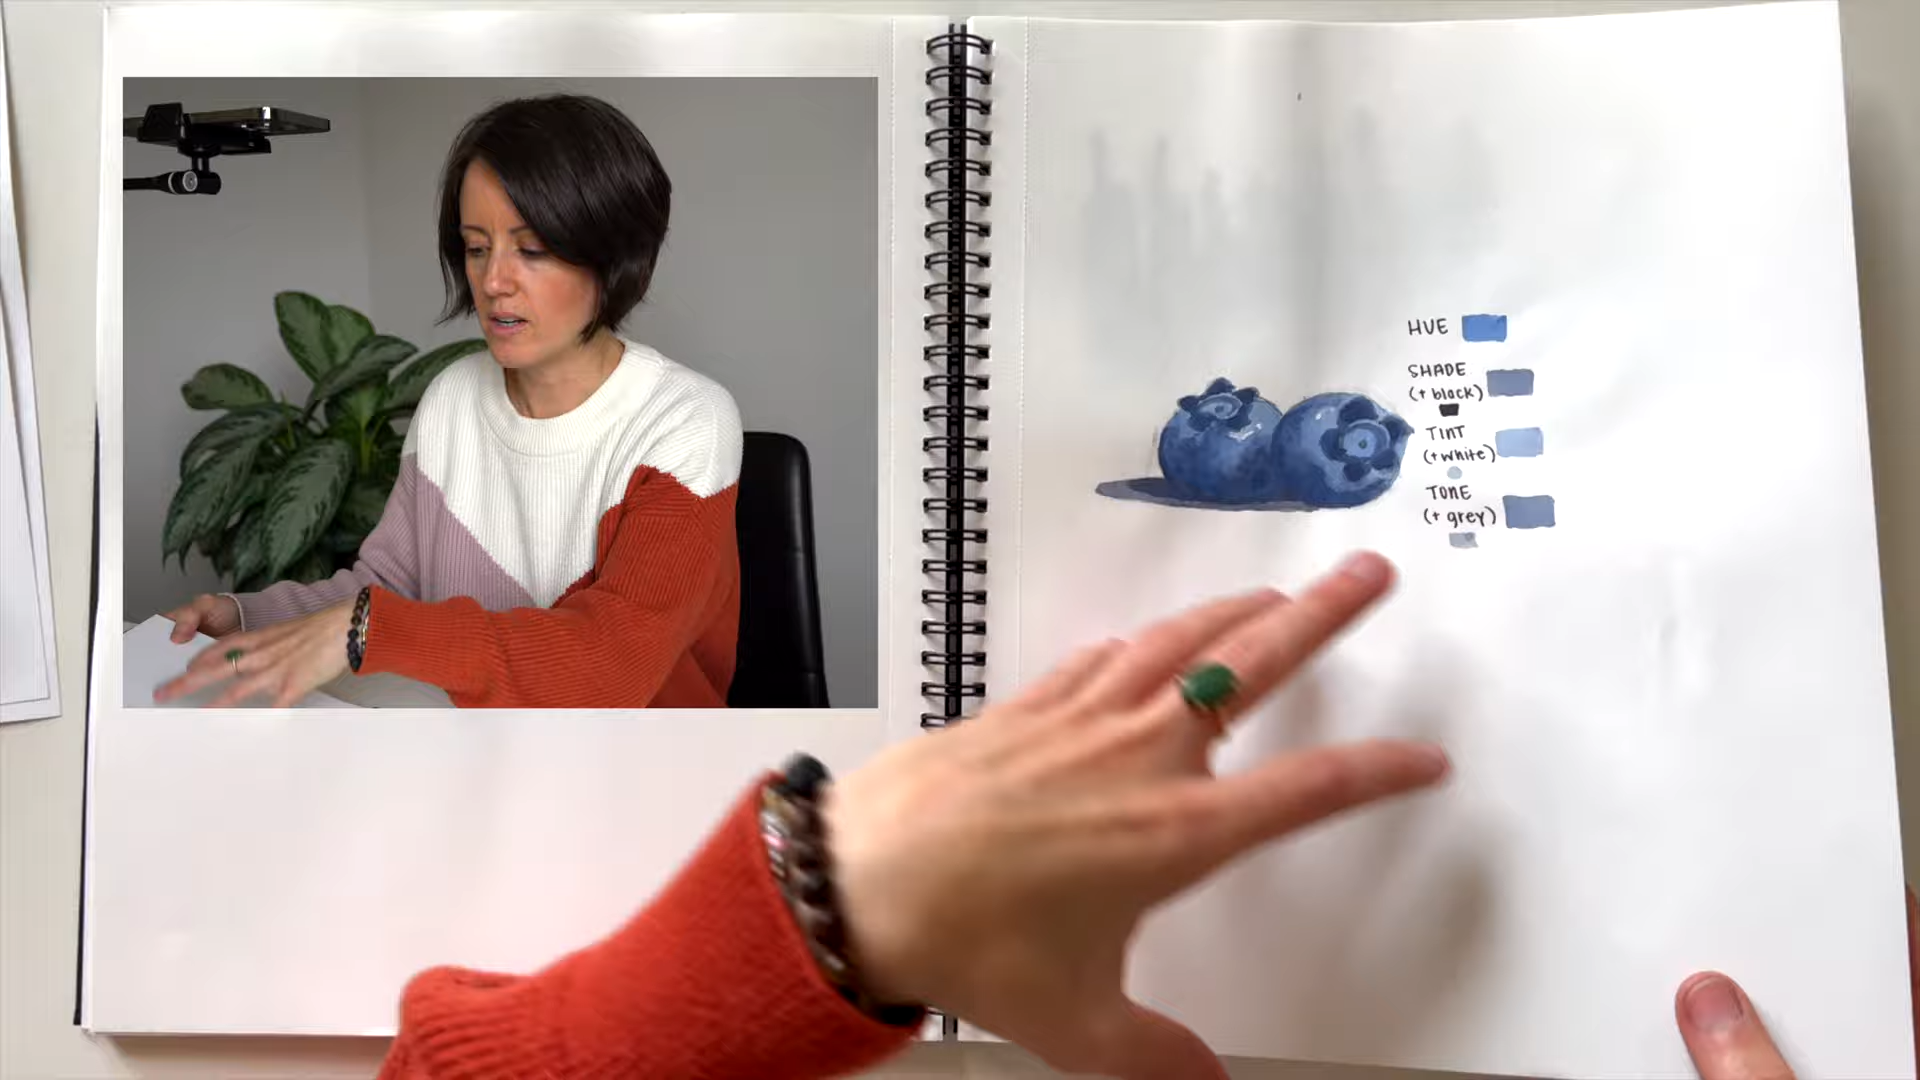 HUE
SHADE
(+ black)
TINT
(+white)
TONE
(+ grey)